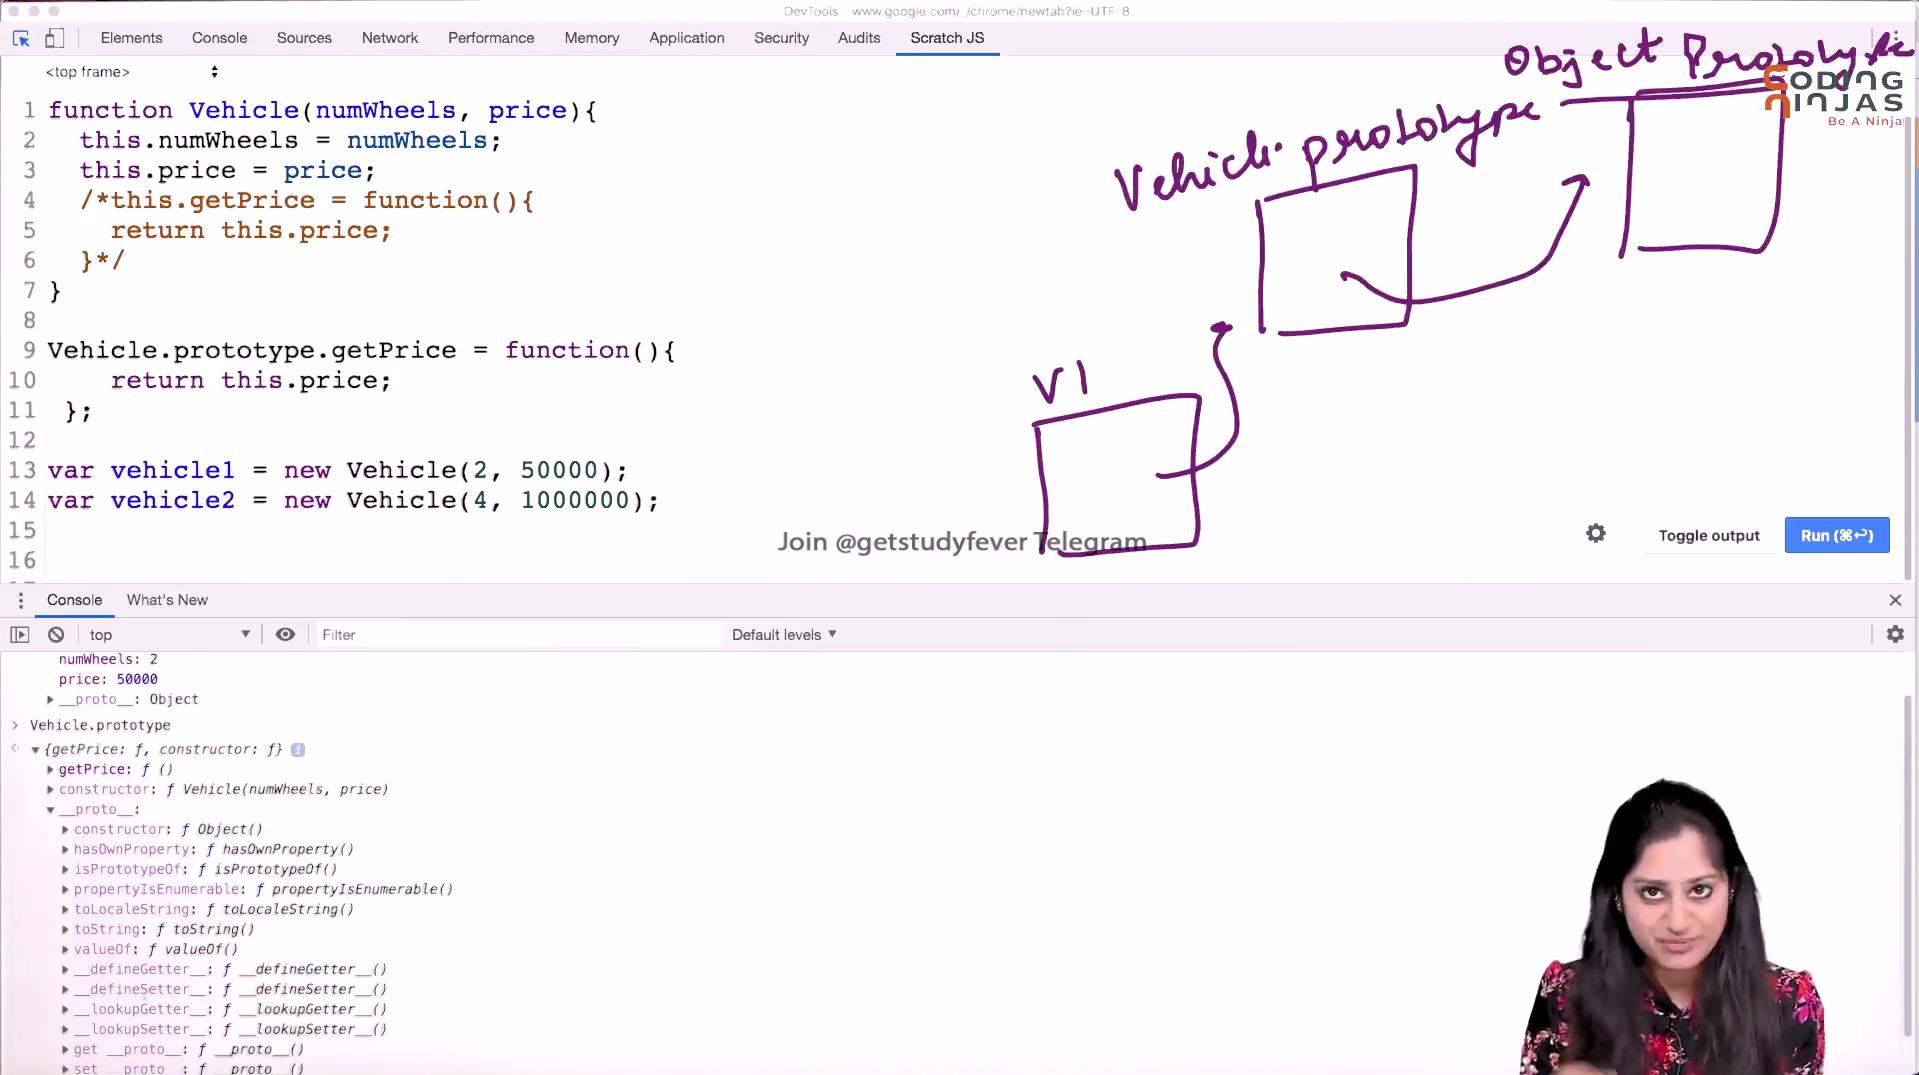 DevTools - www.google.com/_/chrome/newtab?ie=UTF-8
Elements Console Sources Network Performance Memory Application Security Audits Scratch JS
<top frame>
Object Prototype
CODING
NINJAS
Be A Ninja
Vehicle.prototype
1 function Vehicle(numWheels, price){
2 this.numWheels = numWheels;
3 this.price = price;
4 /*this.getPrice = function(){
5 return this.price;
6 }*/
7 }
8
9 Vehicle.prototype.getPrice = function(){
10 return this.price;
11 };
12
13 var vehicle1 = new Vehicle(2, 50000);
14 var vehicle2 = new Vehicle(4, 1000000);
15
16
V1
Join @getstudyfever Telegram
Toggle output Run (⌘↩)
Console What's New
top Filter Default levels
numWheels: 2
price: 50000
__proto__: Object
Vehicle.prototype
{getPrice: ƒ, constructor: ƒ}
getPrice: ƒ ()
constructor: ƒ Vehicle(numWheels, price)
__proto__:
constructor: ƒ Object()
hasOwnProperty: ƒ hasOwnProperty()
isPrototypeOf: ƒ isPrototypeOf()
propertyIsEnumerable: ƒ propertyIsEnumerable()
toLocaleString: ƒ toLocaleString()
toString: ƒ toString()
valueOf: ƒ valueOf()
__defineGetter__: ƒ __defineGetter__()
__defineSetter__: ƒ __defineSetter__()
__lookupGetter__: ƒ __lookupGetter__()
__lookupSetter__: ƒ __lookupSetter__()
get __proto__: ƒ __proto__()
set __proto__: ƒ __proto__()